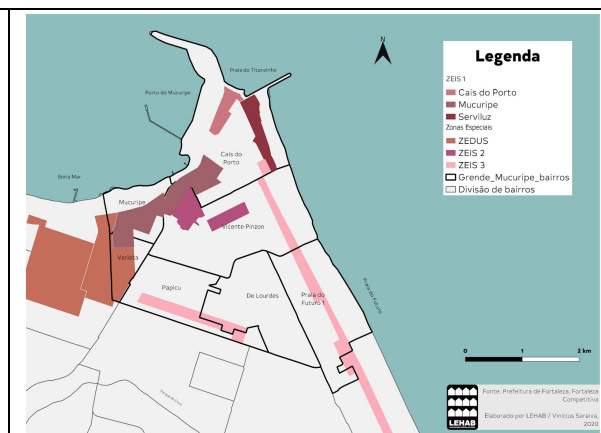 Praia do Titanzinho
N
Porto do Mucuripe
Cais do
Porto
Beira Mar
Mucuripe
Vicente Pinzon
Varjota
Papicu
De Lourdes
Praia do
Futuro 1
Praia do Futuro
Legenda
ZEIS 1
Cais do Porto
Mucuripe
Serviluz
Zonas Especiais
ZEDUS
ZEIS 2
ZEIS 3
Grende_Mucuripe_bairros
Divisão de bairros
0 1 2 km
LEHAB
Fonte: Prefeitura de Fortaleza, Fortaleza
Competitiva
Elaborado por LEHAB / Vinícius Saraiva,
2020